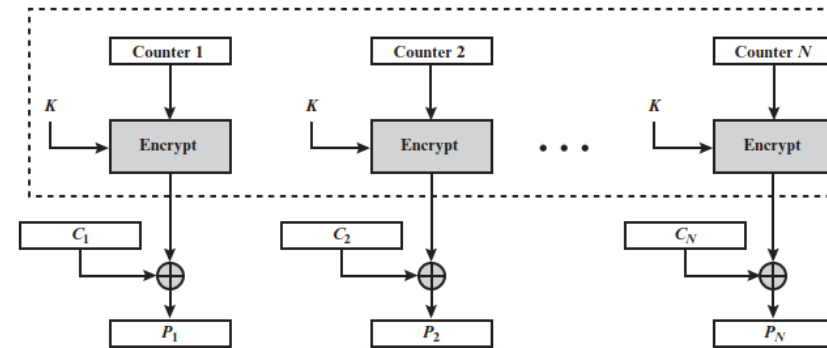 Counter 1 Counter 2 Counter N
K K K
Encrypt Encrypt • • • Encrypt
C1 C2 CN
P1 P2 PN